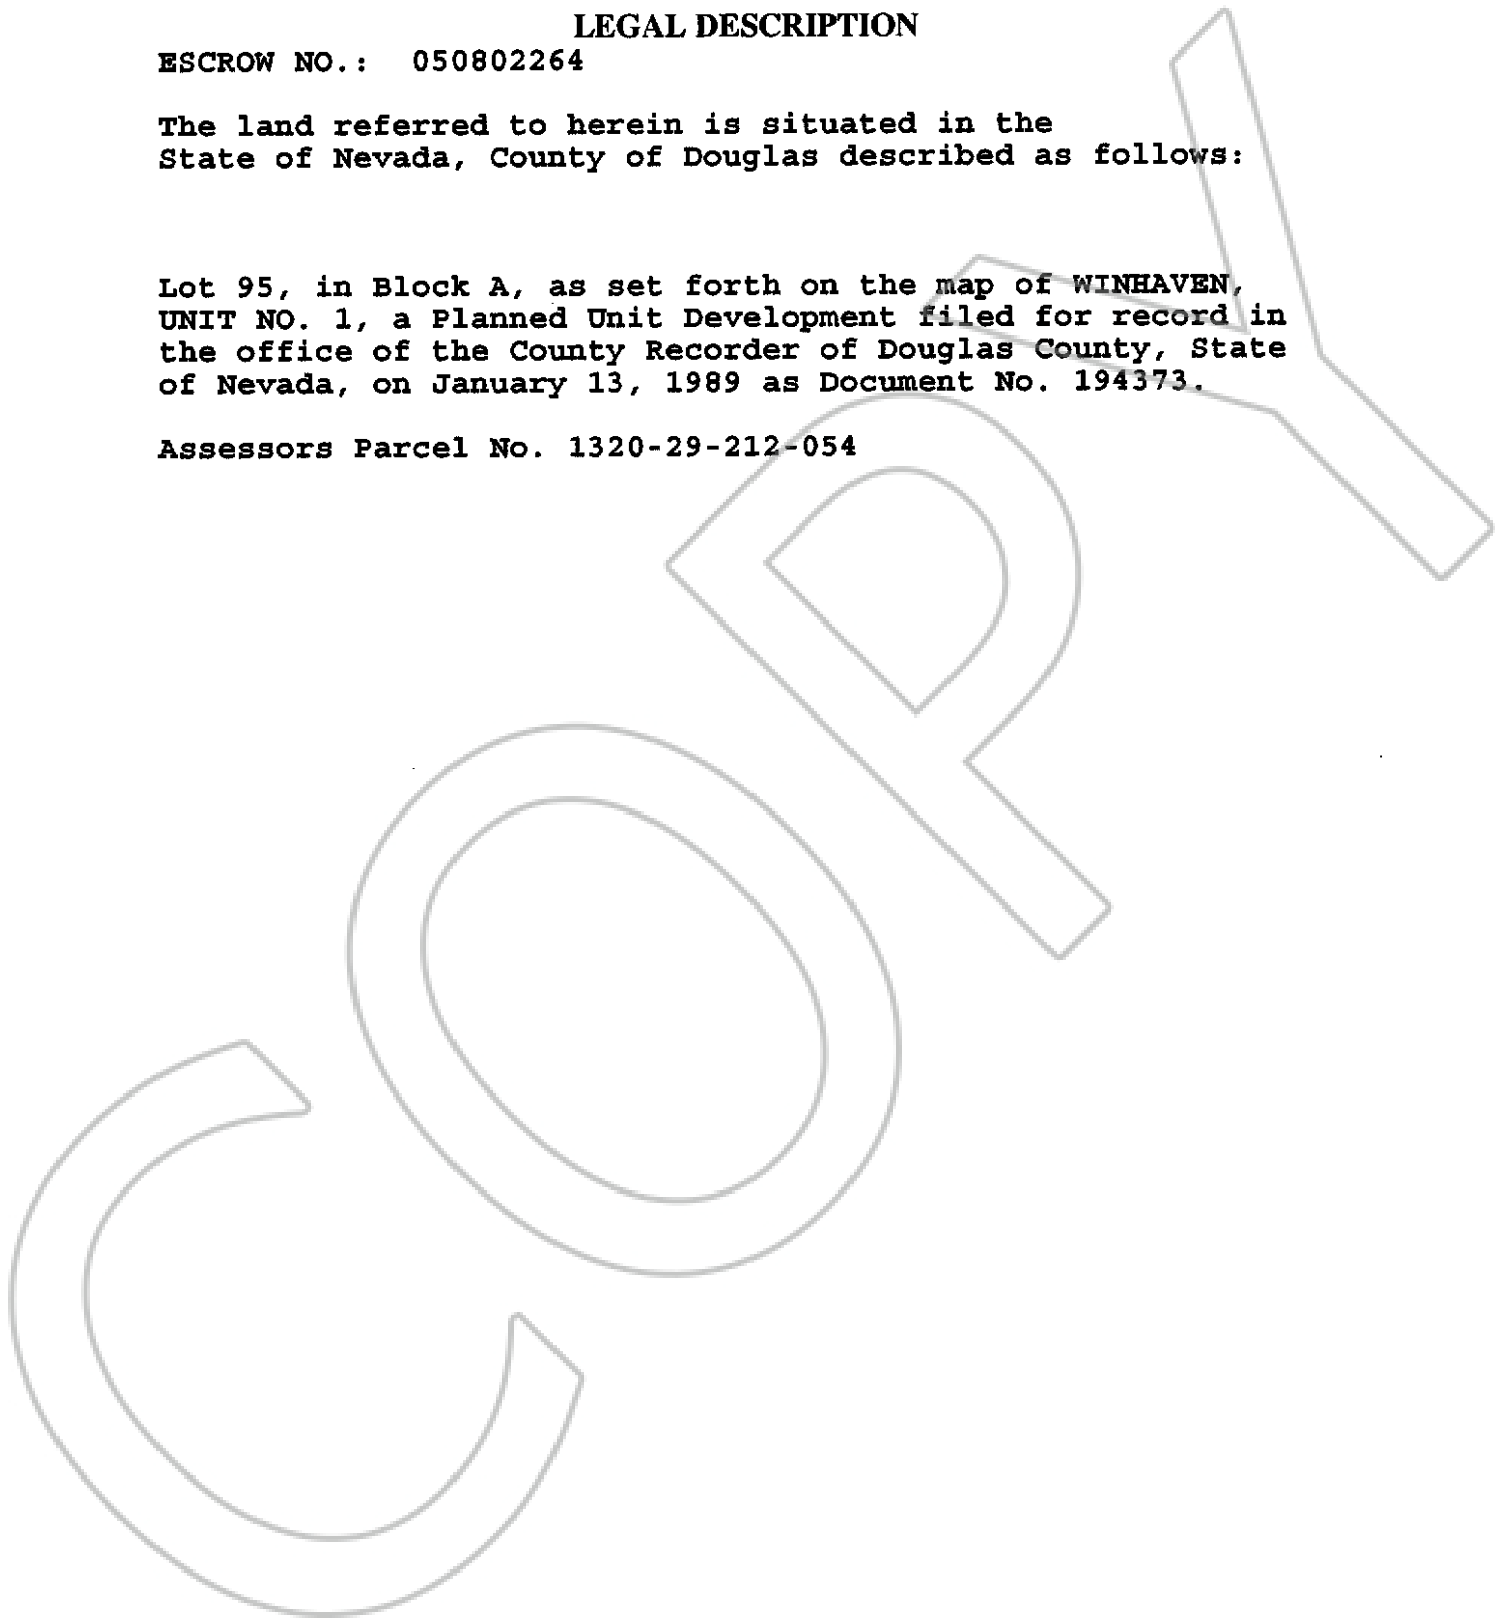 LEGAL DESCRIPTION
ESCROW NO.: 050802264
The land referred to herein is situated in the
State of Nevada, County of Douglas described as follows:
Lot 95, in Block A, as set forth on the map of WINHAVEN,
UNIT NO. 1, a Planned Unit Development filed for record in
the office of the County Recorder of Douglas County, State
of Nevada, on January 13, 1989 as Document No. 194373.
Assessors Parcel No. 1320-29-212-054
COPY